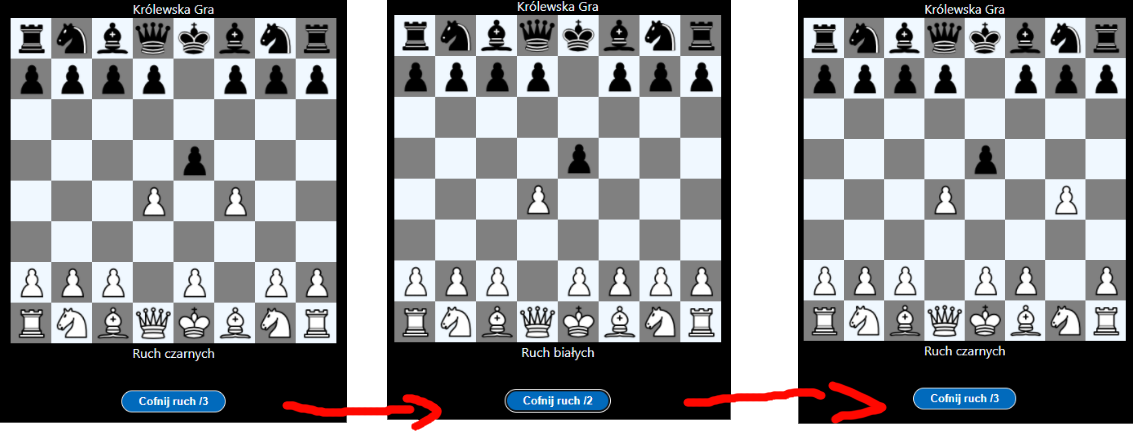 Królewska Gra
Ruch czarnych
Cofnij ruch /3
Królewska Gra
Ruch białych
Cofnij ruch /2
Królewska Gra
Ruch czarnych
Cofnij ruch /3